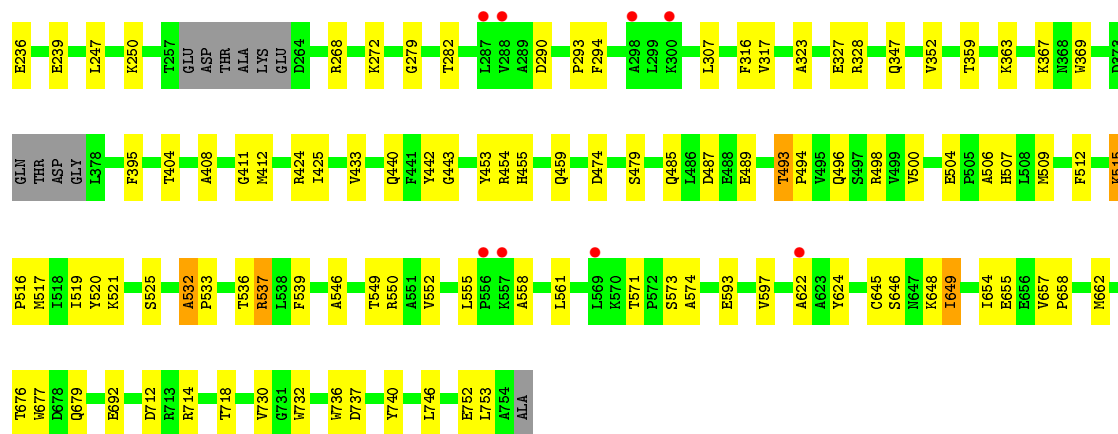 E236 E239 L247 K250 T257 GLU ASP THR ALA LYS GLU D264 R268 K272 G279 T282 L287 V288 A289 D290 P293 F294 A298 L299 K300 L307 F316 V317 A323 E327 R328 Q347 V352 T359 K363 K367 N368 W369 D373
GLN THR ASP GLY L378 F395 T404 A408 G411 M412 R424 I425 V433 Q440 F441 Y442 G443 Y453 R454 H455 Q459 D474 S479 Q485 L486 D487 E488 E489 T493 P494 V495 Q496 S497 R498 V499 V500 E504 P505 A506 H507 L508 M509 F512 K515
P516 M517 I518 I519 Y520 K521 S525 A532 P533 T536 R537 L538 F539 A546 T549 R550 A551 V552 L555 P556 K557 A558 L561 L569 K570 T571 P572 S573 A574 E593 V597 A622 A623 Y624 C645 S646 N647 K648 I649 I654 E655 E656 V657 P658 M662
T676 W677 D678 Q679 E692 D712 R713 R714 T718 V730 G731 W732 W736 D737 Y740 L746 E752 L753 A754 ALA